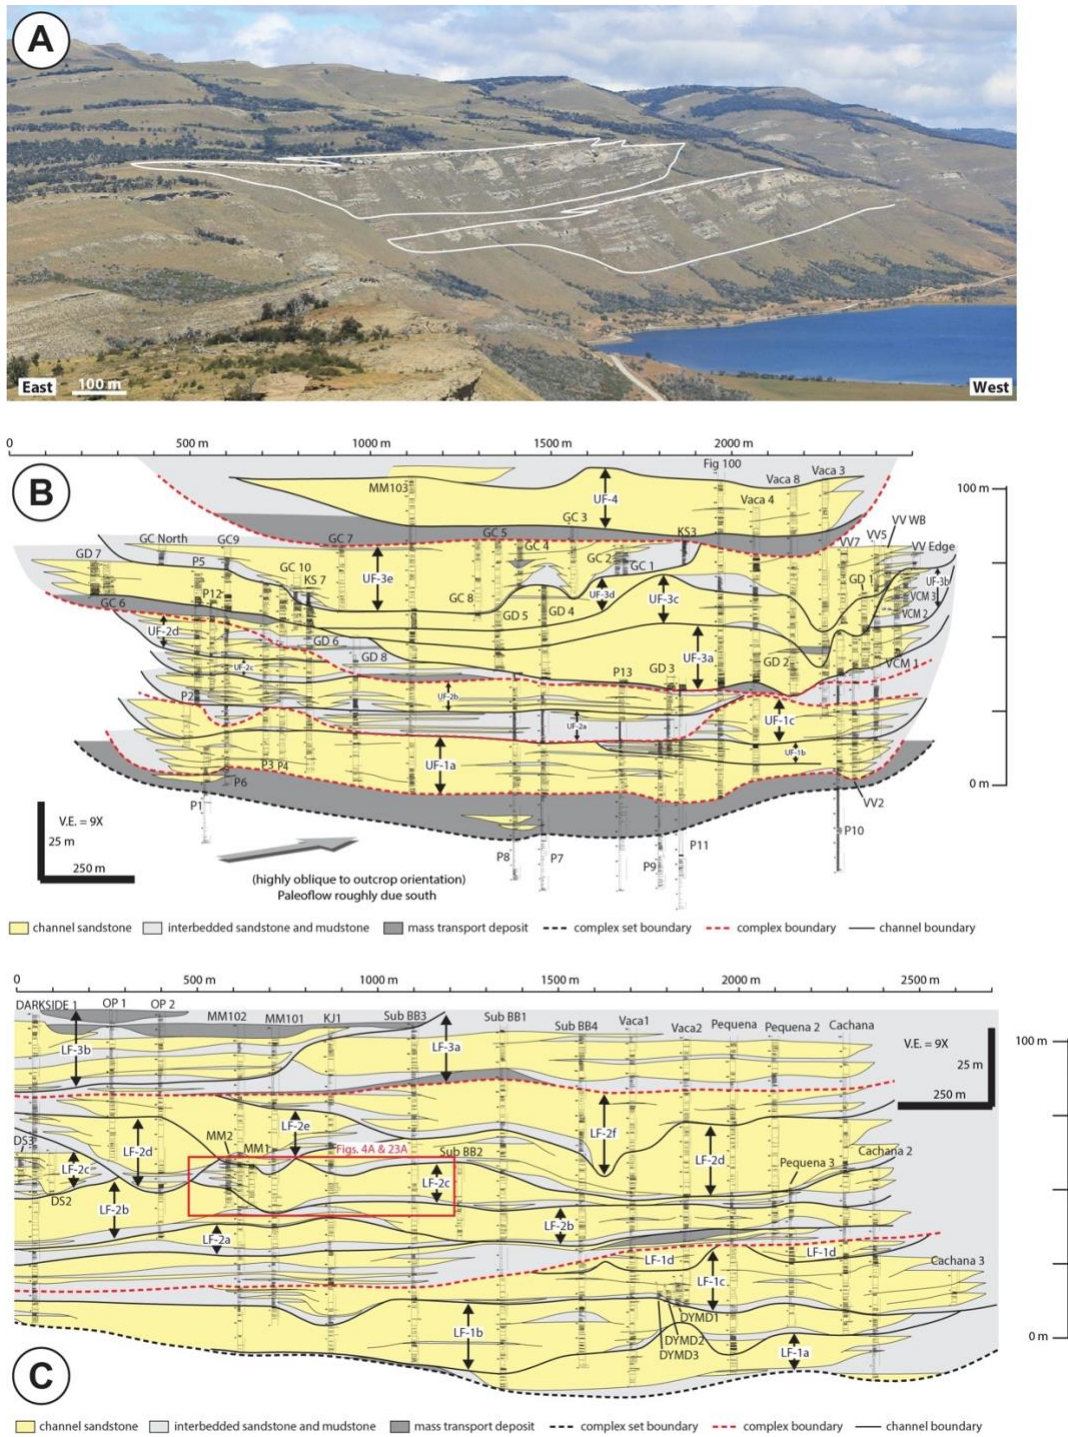 A
East 100 m West
0 500 m 1000 m 1500 m 2000 m
B
Fig 100
Vaca 3
Vaca 8
Vaca 4
MM103
UF-4
100 m
GC North
GC9
GC 7
GC 5
GC 3
GC 4
KS3
VV WB
VV5
VV7
VV Edge
GD 7
P5
GC 10
KS 7
UF-3e
GC 2
GC 1
GD 1
UF-3b
P12
GC 8
UF-3d
UF-3c
VCM 3
GC 6
GD 5
GD 4
VCM 2
UF-2d
GD 6
GD 8
UF-3a
GD 2
VCM 1
UF-2c
P13
GD 3
P2
UF-2b
UF-2a
UF-1c
UF-1b
UF-1a
P3
P4
P6
0 m
P1
VV2
P10
V.E. = 9X
25 m
250 m
P8
P7
P9
P11
(highly oblique to outcrop orientation)
Paleoflow roughly due south
channel sandstone interbedded sandstone and mudstone mass transport deposit complex set boundary complex boundary channel boundary
0 500 m 1000 m 1500 m 2000 m 2500 m
DARKSIDE 1
OP 1
OP 2
MM102
MM101
KJ1
Sub BB3
Sub BB1
Sub BB4
Vaca1
Vaca2
Pequena
Pequena 2
Cachana
V.E. = 9X
25 m
250 m
100 m
LF-3b
LF-3a
LF-2e
LF-2f
LF-2d
LF-2d
MM2
MM1
Figs. 4A & 23A
Sub BB2
Cachana 2
Pequena 3
DS3
LF-2c
LF-2c
DS2
LF-2b
LF-2b
LF-2a
LF-1d
LF-1d
LF-1c
Cachana 3
LF-1b
DYMD1
DYMD2
DYMD3
LF-1a
0 m
C
channel sandstone interbedded sandstone and mudstone mass transport deposit complex set boundary complex boundary channel boundary